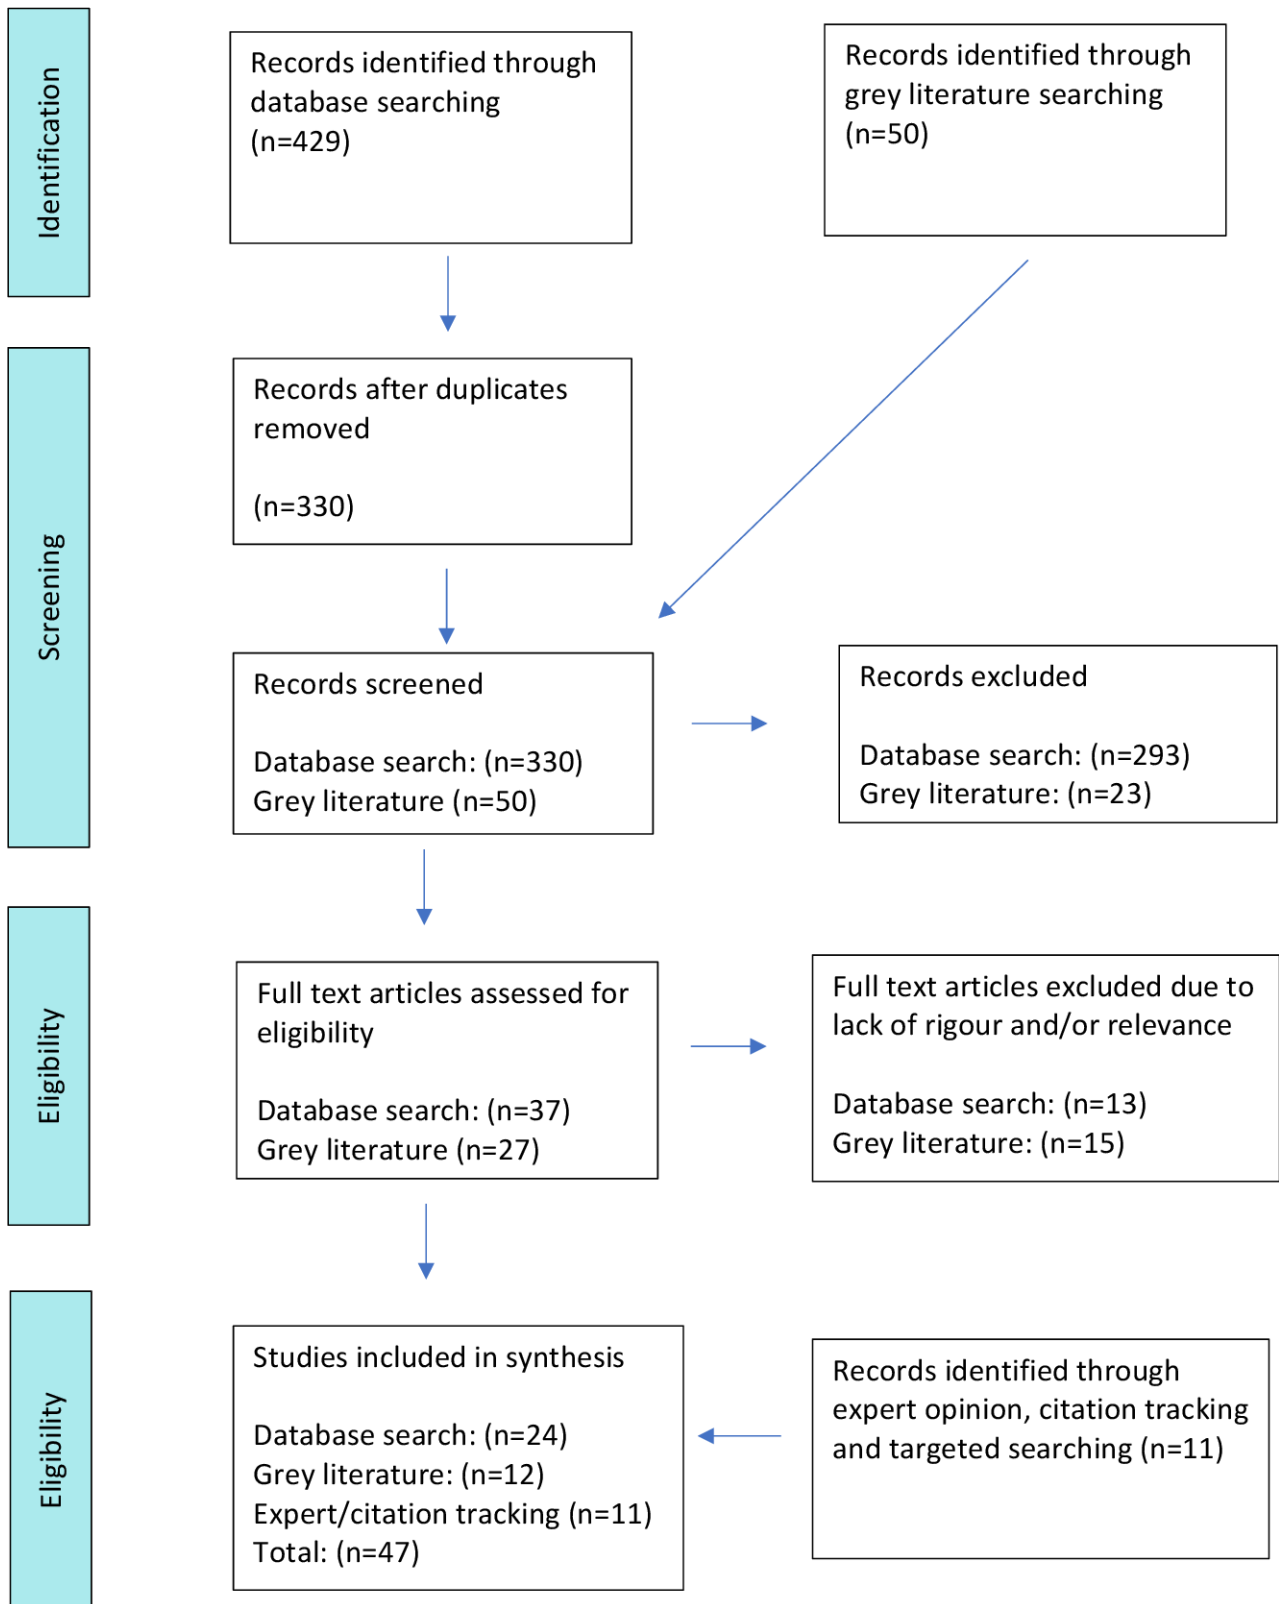 Identification
Records identified through
database searching
(n=429)
Records identified through
grey literature searching
(n=50)
Screening
Records after duplicates
removed
(n=330)
Records screened
Database search: (n=330)
Grey literature (n=50)
Records excluded
Database search: (n=293)
Grey literature: (n=23)
Eligibility
Full text articles assessed for
eligibility
Database search: (n=37)
Grey literature (n=27)
Full text articles excluded due to
lack of rigour and/or relevance
Database search: (n=13)
Grey literature: (n=15)
Eligibility
Studies included in synthesis
Database search: (n=24)
Grey literature: (n=12)
Expert/citation tracking (n=11)
Total: (n=47)
Records identified through
expert opinion, citation tracking
and targeted searching (n=11)